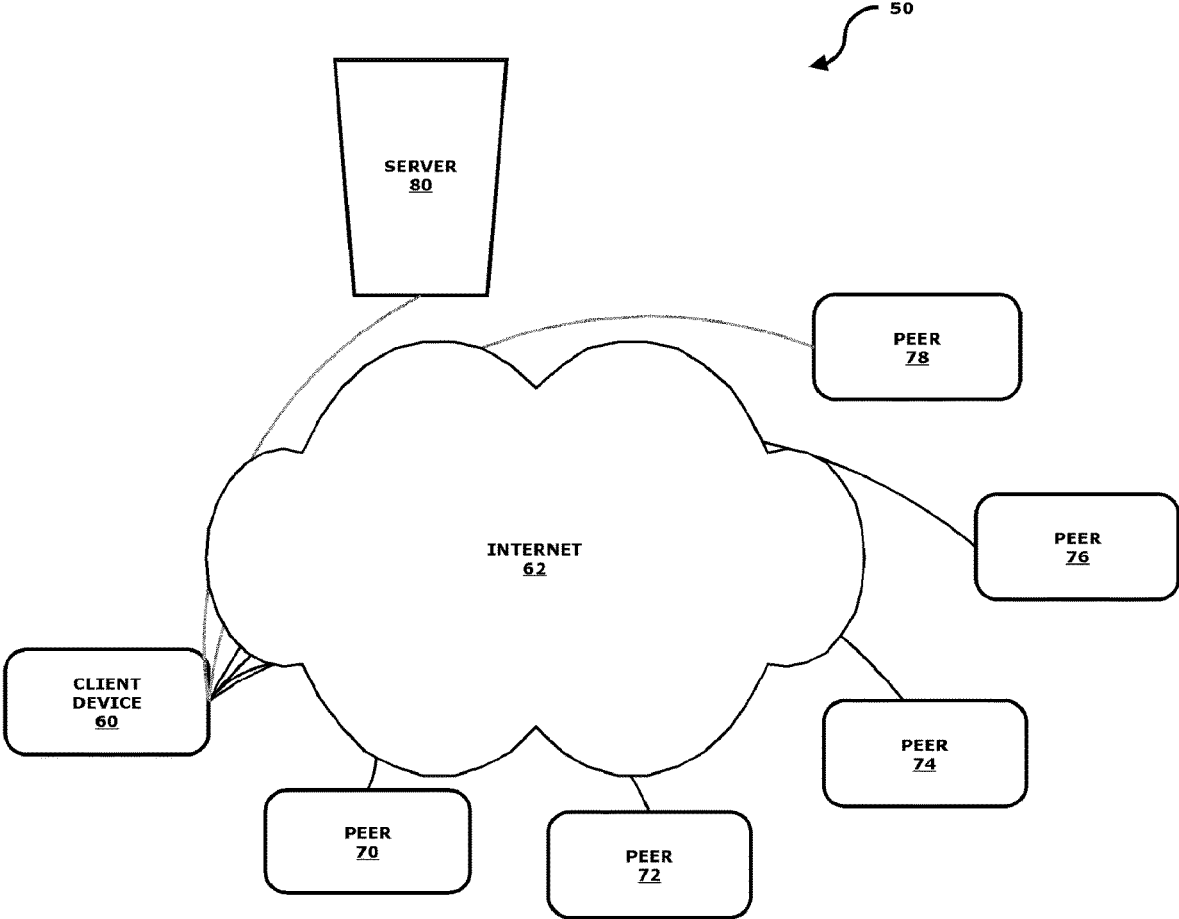 50
SERVER
80
PEER
78
PEER
76
INTERNET
62
CLIENT
DEVICE
60
PEER
74
PEER
70
PEER
72